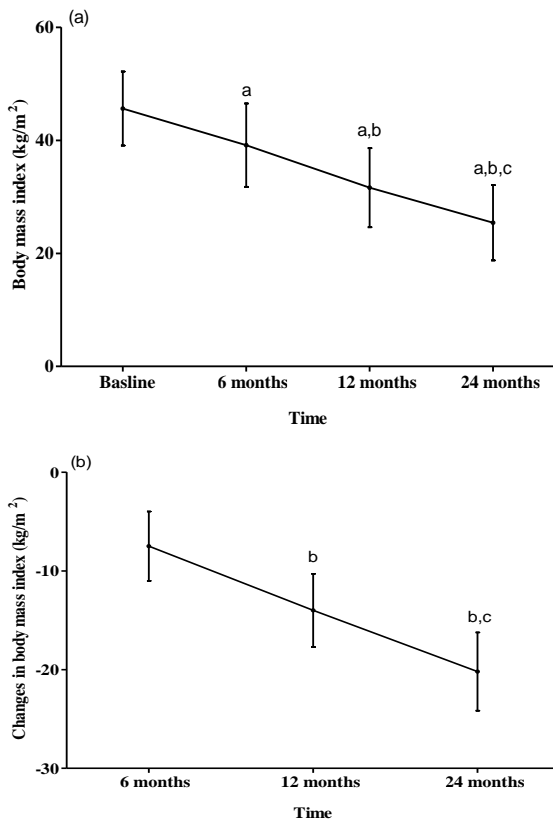 (a)
Body mass index (kg/m²)
60
40
20
0
a
a,b
a,b,c
Basline
6 months
12 months
24 months
Time
(b)
Changes in body mass index (kg/m²)
0
-10
-20
-30
b
b,c
6 months
12 months
24 months
Time